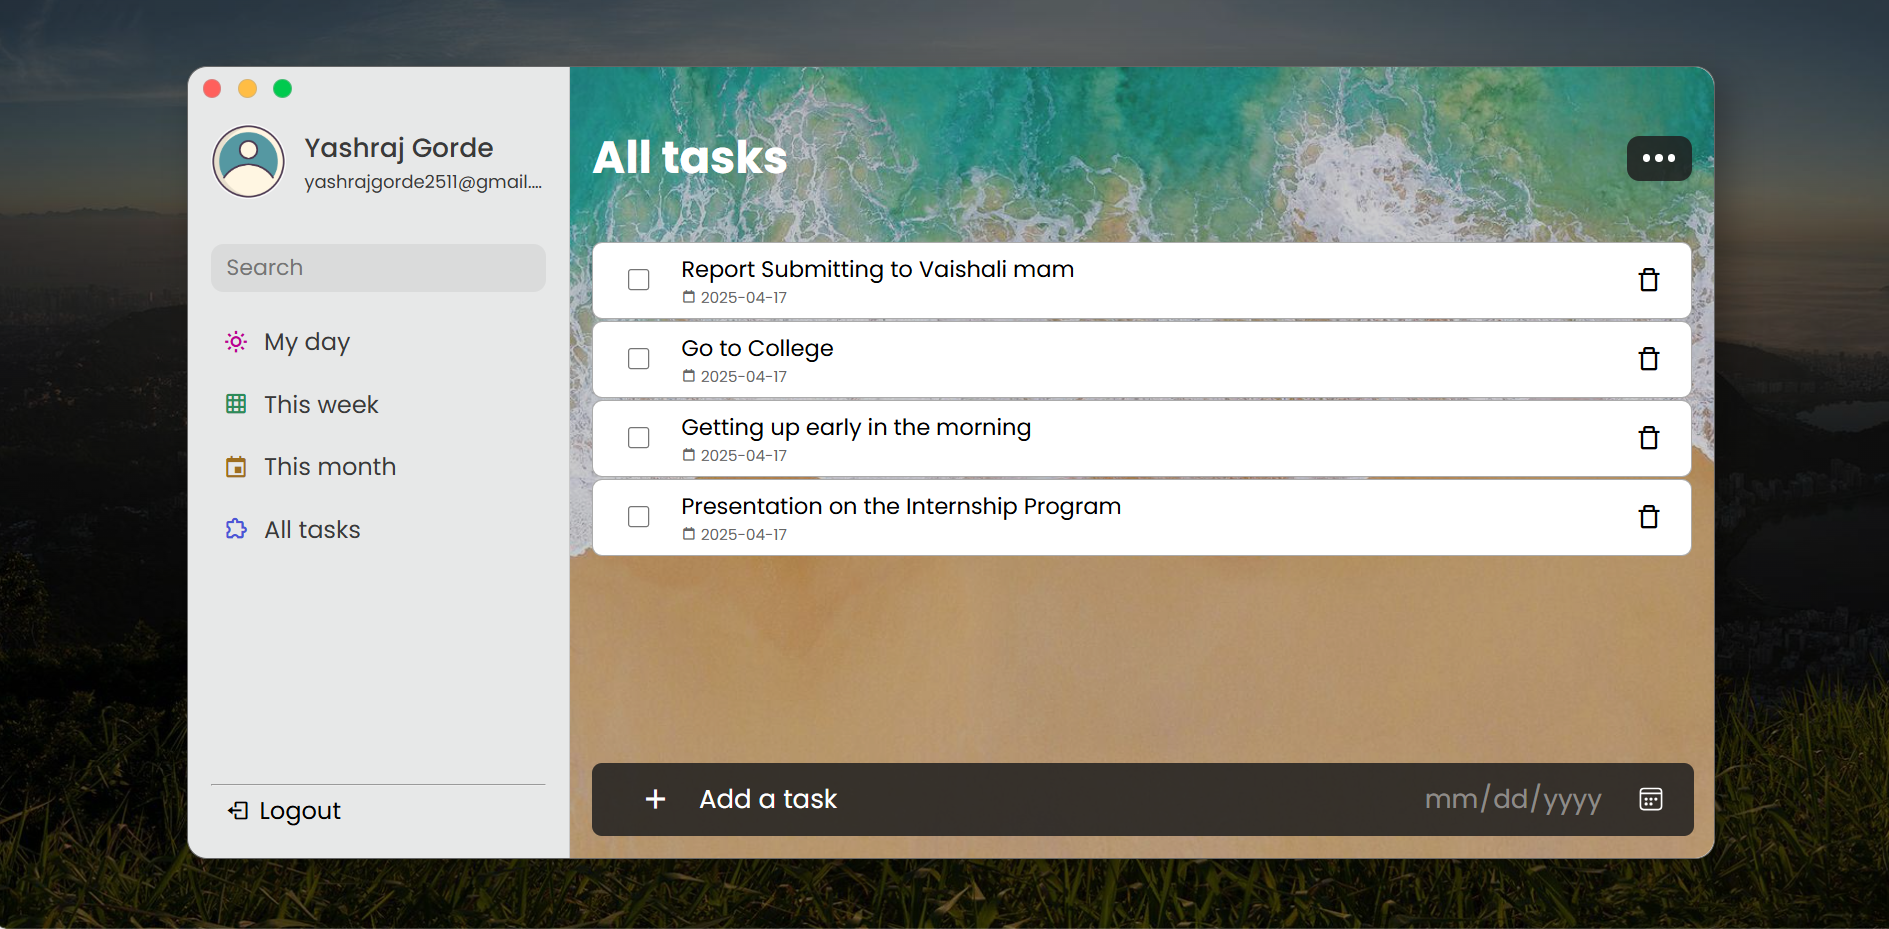 Yashraj Gorde
yashrajgorde2511@gmail....
Search
My day
This week
This month
All tasks
Logout
All tasks
Report Submitting to Vaishali mam
2025-04-17
Go to College
2025-04-17
Getting up early in the morning
2025-04-17
Presentation on the Internship Program
2025-04-17
Add a task
mm/dd/yyyy